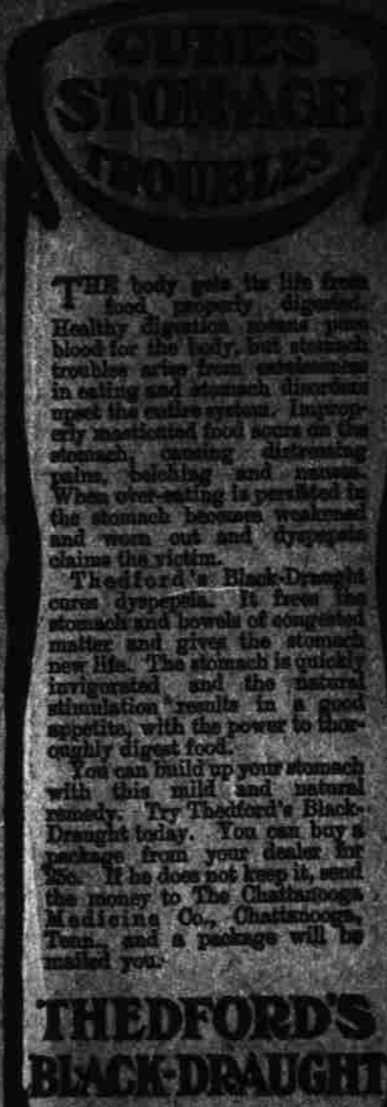 CURES
STOMACH
TROUBLES
THE body gets its life from
food properly digested.
Healthy digestion means pure
blood for the body, but stomach
troubles arise from carelessness
in eating and stomach disorders
upset the entire system. Improp-
erly masticated food sours on the
stomach, causing distressing
pains, belching and nausea.
When over-eating is persisted in
the stomach becomes weakened
and worn out and dyspepsia
claims the victim.
Thedford's Black-Draught
cures dyspepsia. It frees the
stomach and bowels of congested
matter and gives the stomach
new life. The stomach is quickly
invigorated and the natural
stimulation results in a good
appetite, with the power to thor-
oughly digest food.
You can build up your stomach
with this mild and natural
remedy. Try Thedford's Black-
Draught today. You can buy a
package from your dealer for
25c. If he does not keep it, send
the money to The Chattanooga
Medicine Co., Chattanooga,
Tenn., and a package will be
mailed you.
THEDFORD'S
BLACK-DRAUGHT